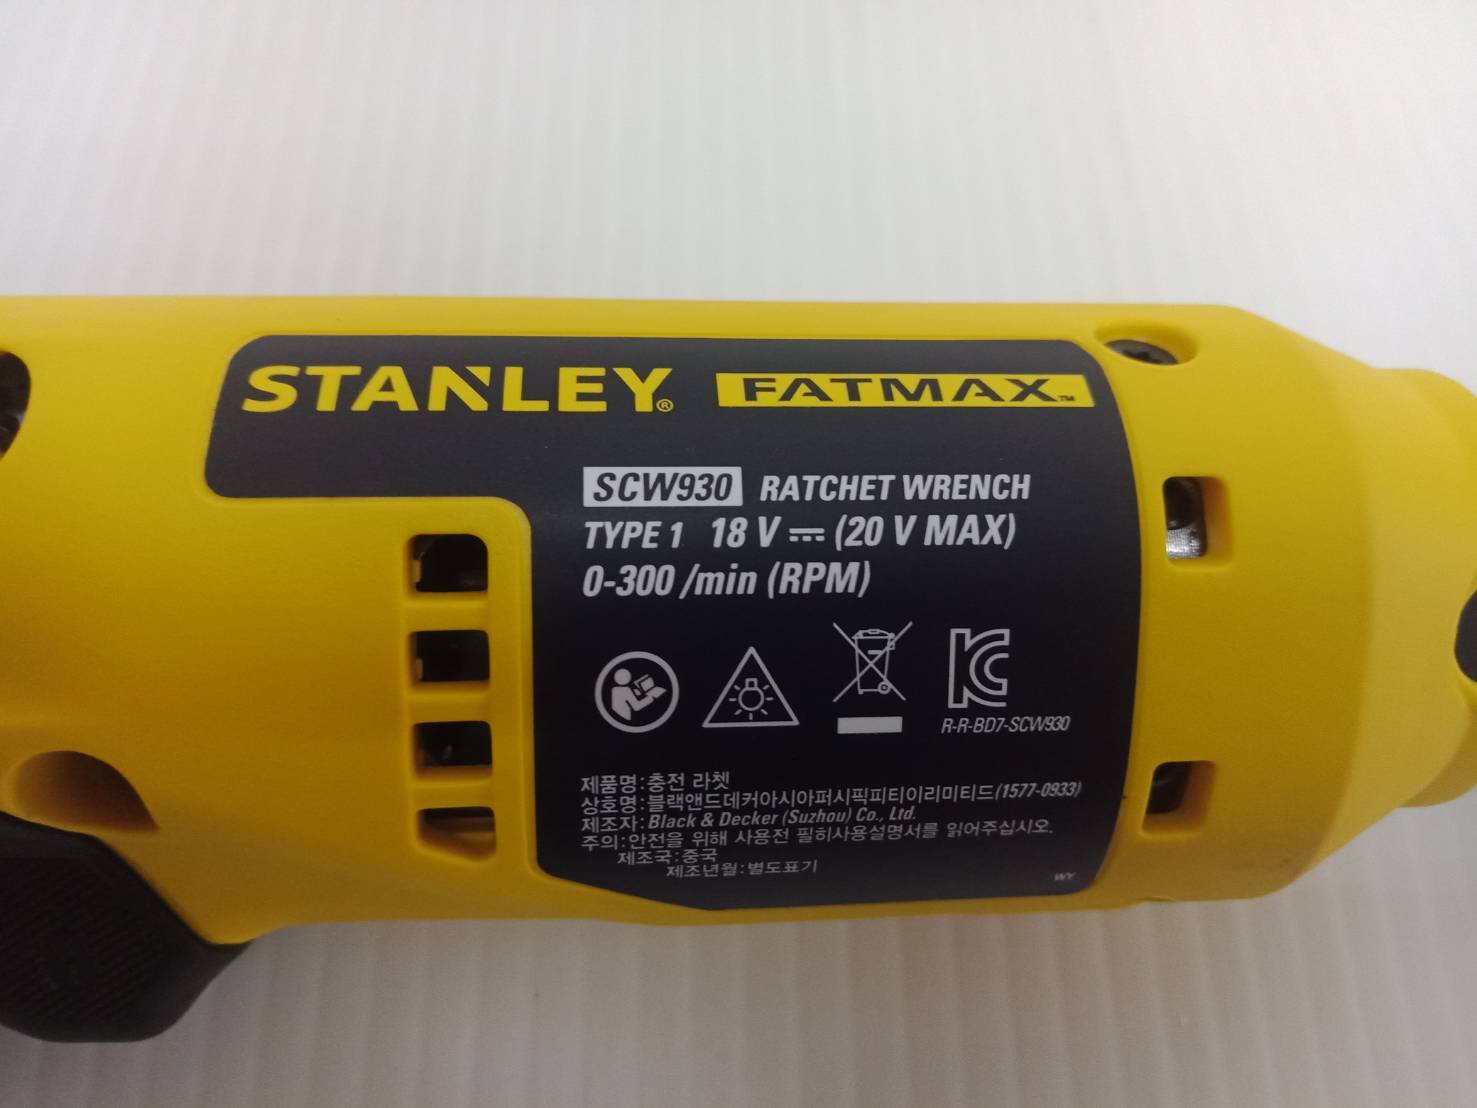 STANLEY® FATMAX™
SCW930 RATCHET WRENCH
TYPE 1 18 V ⎓ (20 V MAX)
0-300 /min (RPM)
R-R-BD7-SCW930
제품명:충전 라쳇
상호명:블랙앤드데커아시아퍼시픽피티이리미티드(1577-0933)
제조자:Black & Decker (Suzhou) Co., Ltd.
주의:안전을 위해 사용전 필히사용설명서를 읽어주십시오.
제조국:중국
제조년월:별도표기
WY